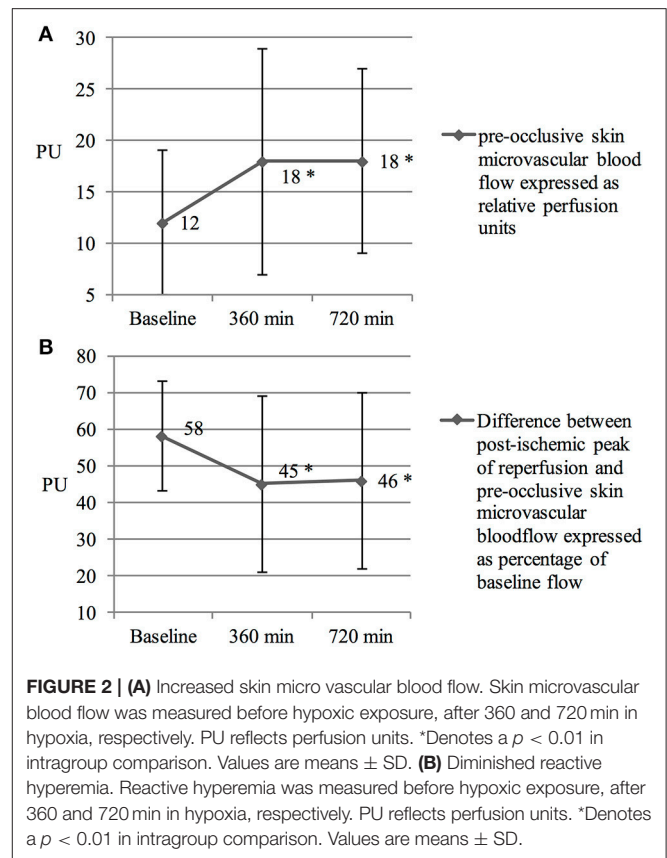 A
30
25
20
PU
15
10
5
12
18 *
18 *
Baseline 360 min 720 min
pre-occlusive skin
microvascular blood
flow expressed as
relative perfusion
units
B
80
70
60
50
PU
40
30
20
10
58
45 *
46 *
Baseline 360 min 720 min
Difference between
post-ischemic peak
of reperfusion and
pre-occlusive skin
microvascular
bloodflow expressed
as percentage of
baseline flow
FIGURE 2 | (A) Increased skin micro vascular blood flow. Skin microvascular
blood flow was measured before hypoxic exposure, after 360 and 720 min in
hypoxia, respectively. PU reflects perfusion units. *Denotes a p < 0.01 in
intragroup comparison. Values are means ± SD. (B) Diminished reactive
hyperemia. Reactive hyperemia was measured before hypoxic exposure, after
360 and 720 min in hypoxia, respectively. PU reflects perfusion units. *Denotes
a p < 0.01 in intragroup comparison. Values are means ± SD.